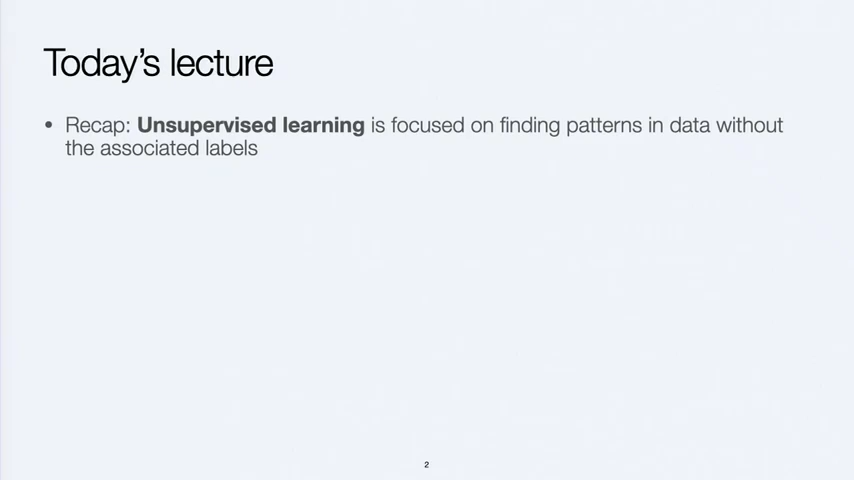 Today's lecture
• Recap: Unsupervised learning is focused on finding patterns in data without
the associated labels
2